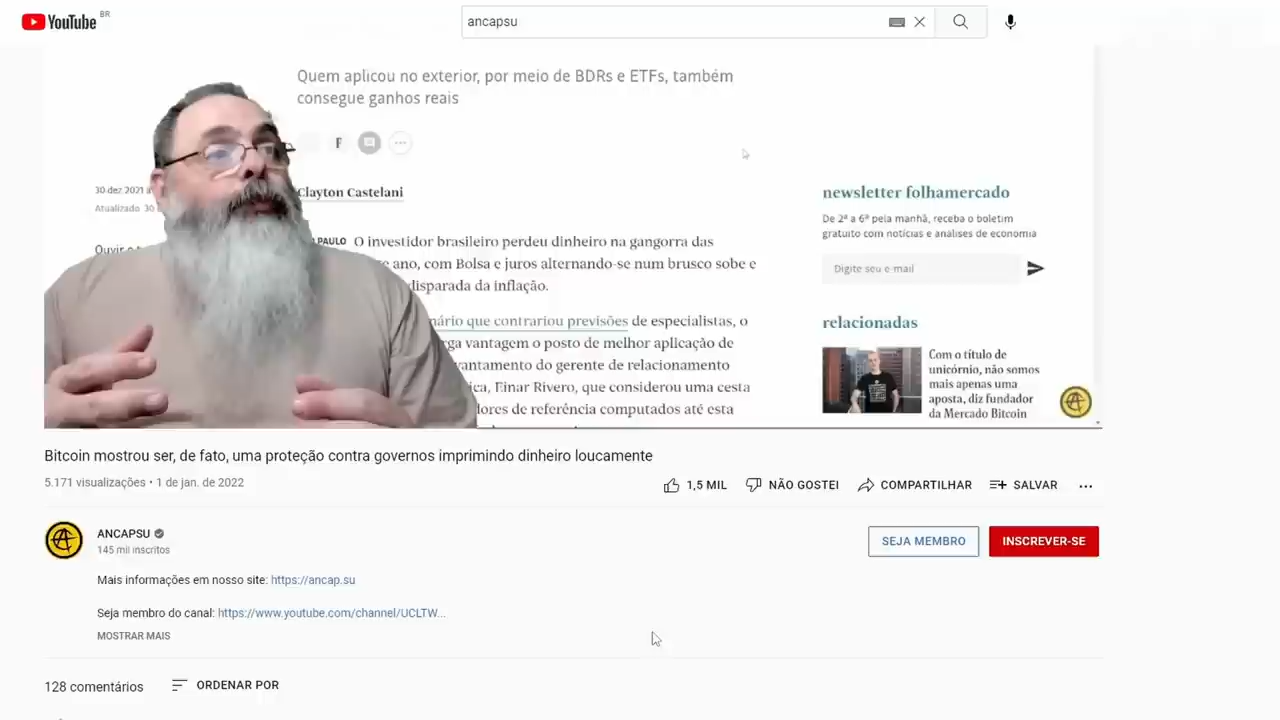 YouTube BR
ancapsu
Quem aplicou no exterior, por meio de BDRs e ETFs, também
consegue ganhos reais
F
30 dez 2021 à
Clayton Castelani
Atualizado 30
newsletter folhamercado
De 2ª a 6ª pela manhã, receba o boletim
gratuito com notícias e análises de economia
PAULO O investidor brasileiro perdeu dinheiro na gangorra das
ano, com Bolsa e juros alternando-se num brusco sobe e
disparada da inflação.
Digite seu e-mail
que contrariou previsões de especialistas, o
vantagem o posto de melhor aplicação de
do gerente de relacionamento
Einar Rivero, que considerou uma cesta
de referência computados até esta
relacionadas
Com o título de
unicórnio, não somos
mais apenas uma
aposta, diz fundador
da Mercado Bitcoin
Bitcoin mostrou ser, de fato, uma proteção contra governos imprimindo dinheiro loucamente
5.171 visualizações • 1 de jan. de 2022
1,5 MIL NÃO GOSTEI COMPARTILHAR SALVAR ...
ANCAPSU
145 mil inscritos
SEJA MEMBRO INSCREVER-SE
Mais informações em nosso site: https://ancap.su
Seja membro do canal: https://www.youtube.com/channel/UCLTW...
MOSTRAR MAIS
128 comentários ORDENAR POR